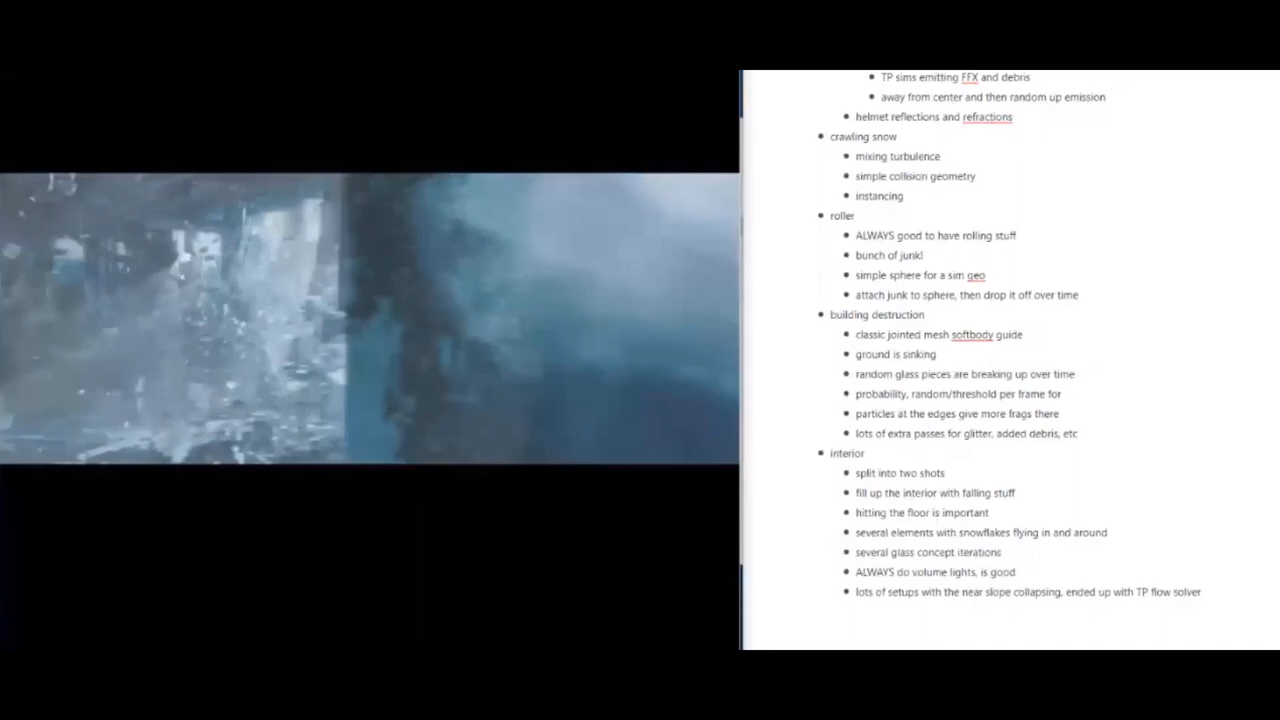 TP sims emitting FFX and debris
away from center and then random up emission
helmet reflections and refractions
crawling snow
mixing turbulence
simple collision geometry
instancing
roller
ALWAYS good to have rolling stuff
bunch of junk!
simple sphere for a sim geo
attach junk to sphere, then drop it off over time
building destruction
classic jointed mesh softbody guide
ground is sinking
random glass pieces are breaking up over time
probability, random/threshold per frame for
particles at the edges give more frags there
lots of extra passes for glitter, added debris, etc
interior
split into two shots
fill up the interior with falling stuff
hitting the floor is important
several elements with snowflakes flying in and around
several glass concept iterations
ALWAYS do volume lights, is good
lots of setups with the near slope collapsing, ended up with TP flow solver